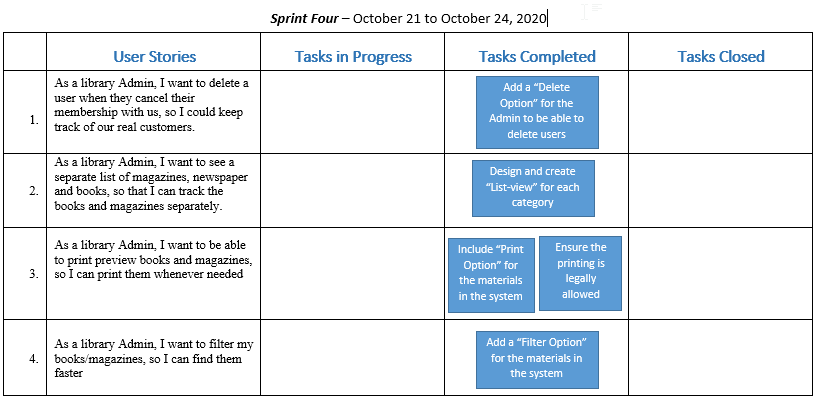 Sprint Four – October 21 to October 24, 2020
User Stories
Tasks in Progress
Tasks Completed
Tasks Closed
1.
As a library Admin, I want to delete a
user when they cancel their
membership with us, so I could keep
track of our real customers.
Add a “Delete
Option” for the
Admin to be able to
delete users
2.
As a library Admin, I want to see a
separate list of magazines, newspaper
and books, so that I can track the
books and magazines separately.
Design and create
“List-view” for each
category
3.
As a library Admin, I want to be able
to print preview books and magazines,
so I can print them whenever needed
Include “Print
Option” for
the materials
in the system
Ensure the
printing is
legally
allowed
4.
As a library Admin, I want to filter my
books/magazines, so I can find them
faster
Add a “Filter Option”
for the materials in
the system